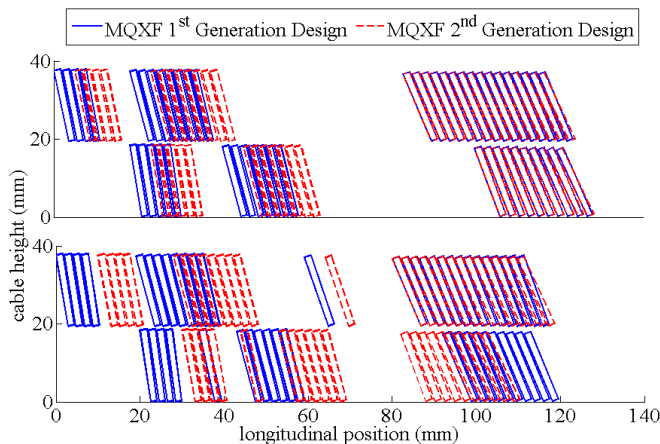 MQXF 1st Generation Design MQXF 2nd Generation Design
40
20
0
40
20
0
cable height (mm)
0 20 40 60 80 100 120 140
longitudinal position (mm)